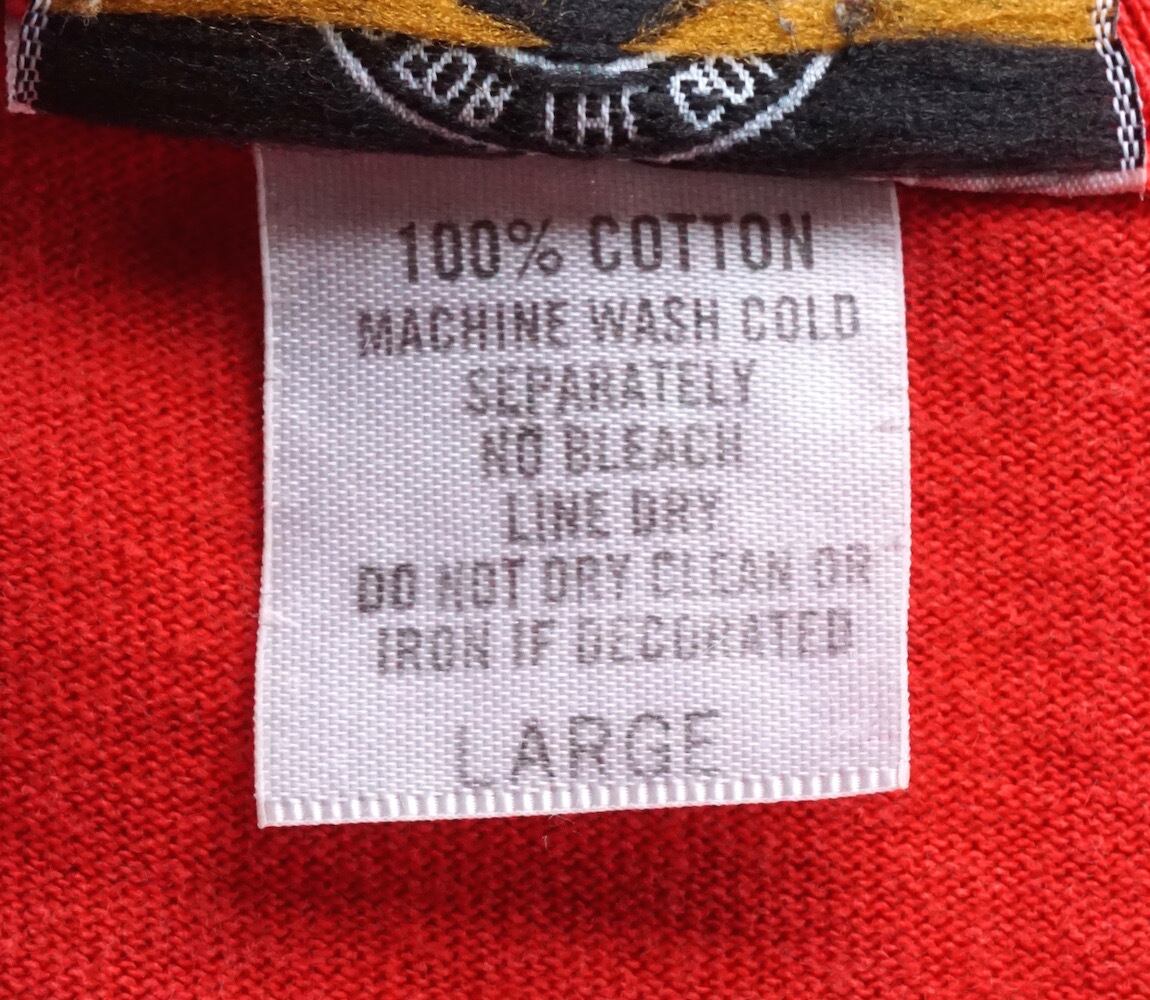 THE
100% COTTON
MACHINE WASH COLD
SEPARATELY
NO BLEACH
LINE DRY
DO NOT DRY CLEAN OR
IRON IF DECORATED
LARGE